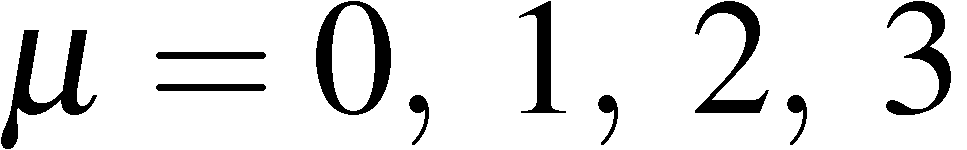 μ = 0, 1, 2, 3